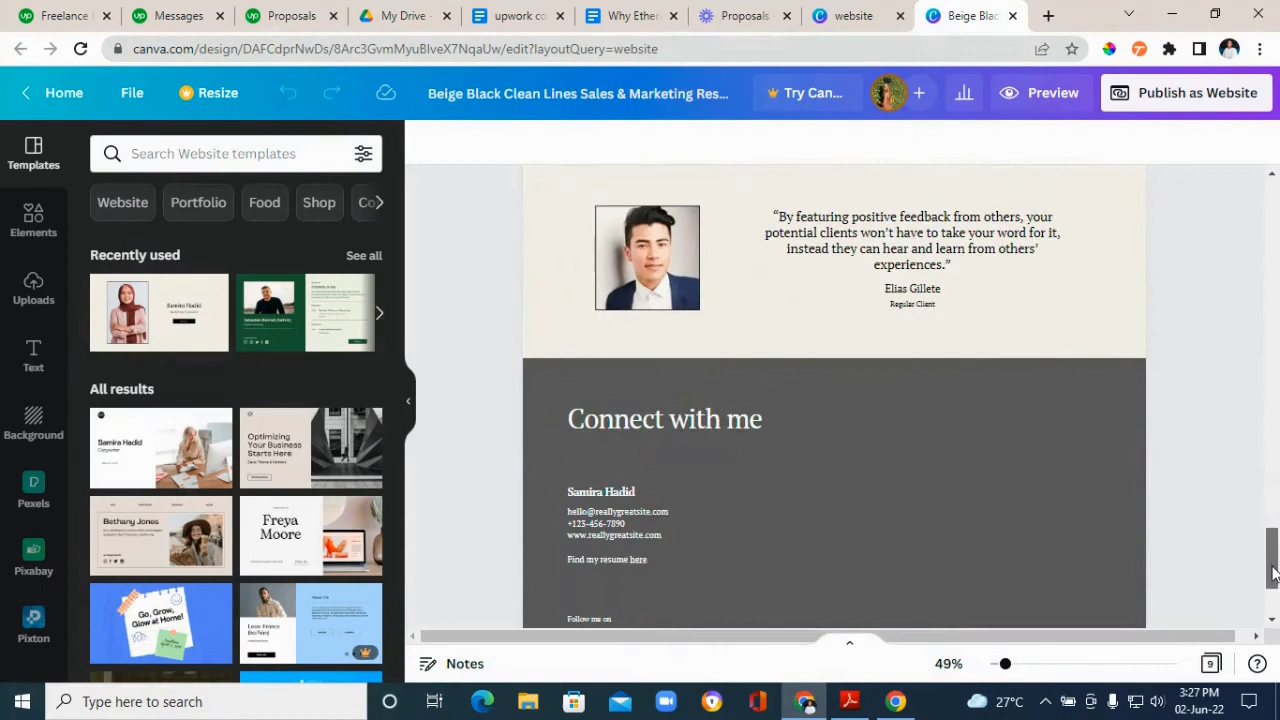 Freelance
Messages
Proposals
My Drive -
upwork co
Why Ether
Proposals
website
Beige Blac
canva.com/design/DAFCdprNwDs/8Arc3GvmMyuBlveX7NqaUw/edit?layoutQuery=website
Home
File
Resize
Beige Black Clean Lines Sales & Marketing Res...
Try Can...
Preview
Publish as Website
Templates
Elements
Uploads
Text
Background
Pexels
Pixabay
Pixton
Search Website templates
Website
Portfolio
Food
Shop
Co
Recently used
See all
Samira Hadid
All results
Samira Hadid
Copywriter
Optimizing
Your Business
Starts Here
Bethany Jones
Freya
Moore
Go, Grow,
Glow at Home!
Leon Franco
“By featuring positive feedback from others, your
potential clients won’t have to take your word for it,
instead they can hear and learn from others’
experiences.”
Elias Gillete
Regular Client
Connect with me
Samira Hadid
hello@reallygreatsite.com
+123-456-7890
www.reallygreatsite.com
Find my resume here
Follow me on
Notes
49%
9
Type here to search
27°C
3:27 PM
02-Jun-22